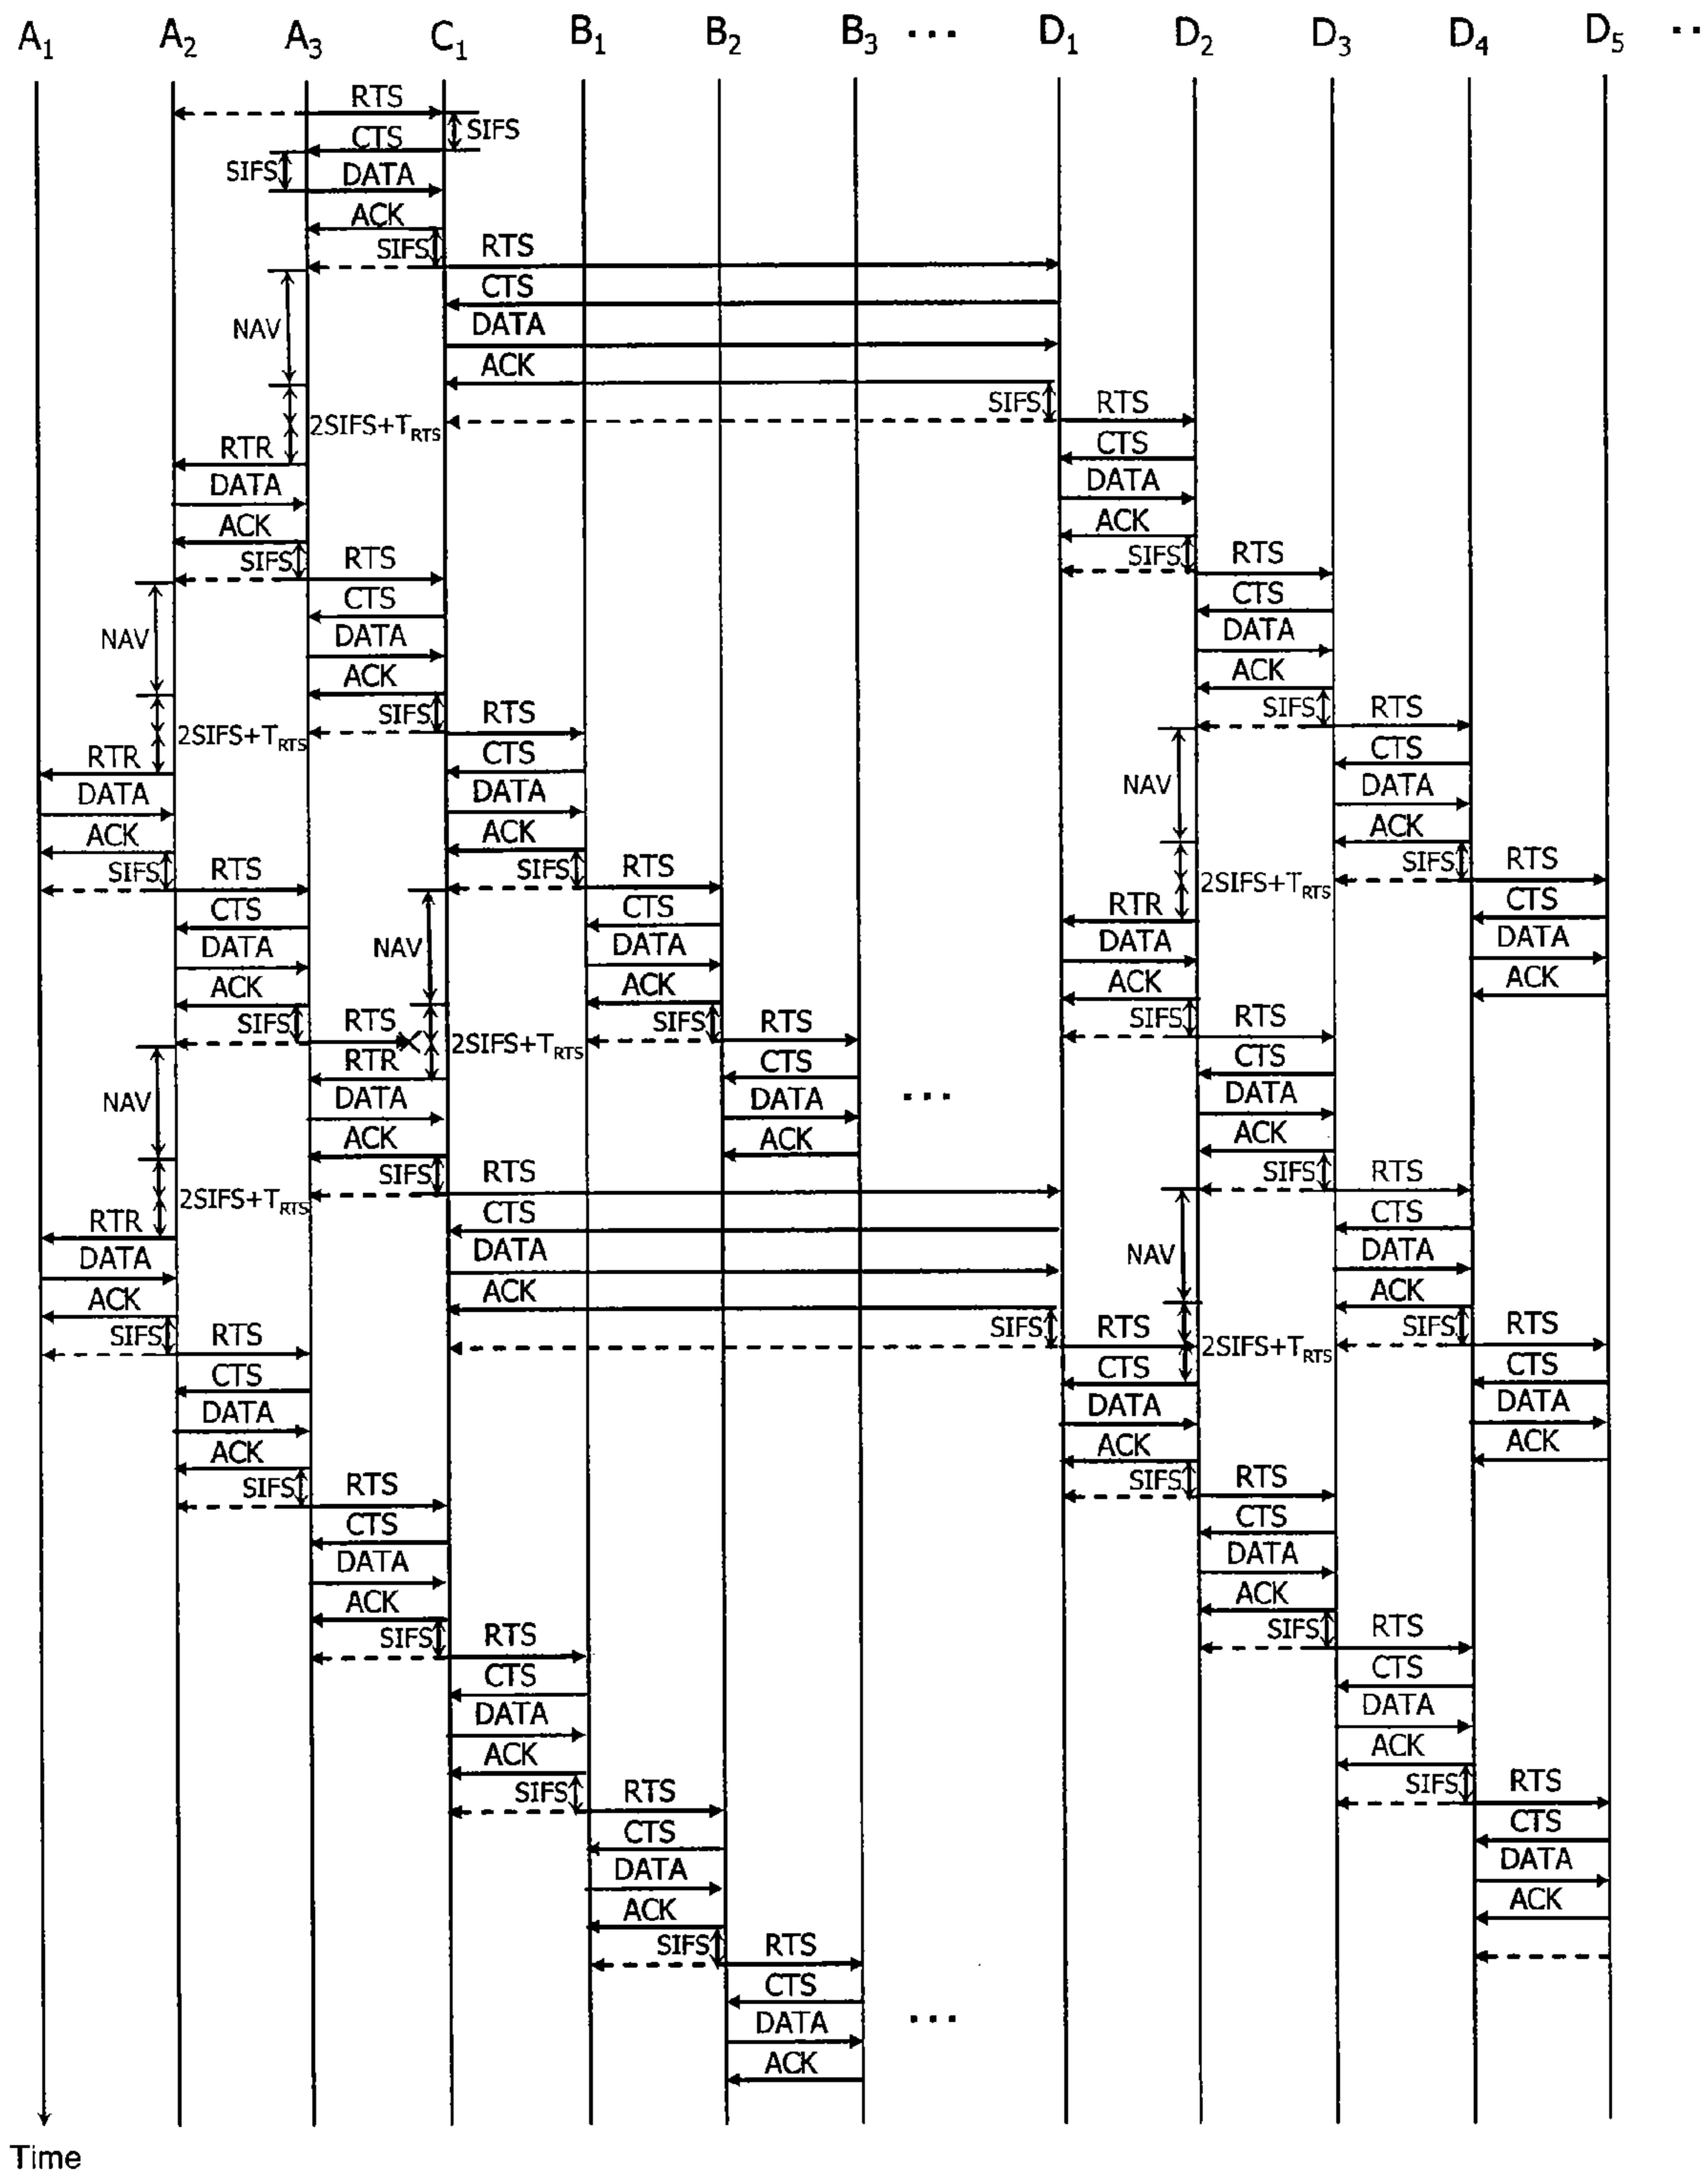 A1 A2 A3 C1 B1 B2 B3 ... D1 D2 D3 D4 D5 ..
RTS
SIFS
CTS
SIFS
DATA
ACK
SIFS RTS
CTS
NAV
DATA
ACK
SIFS RTS
2SIFS+TRTS
RTR CTS
DATA DATA
ACK ACK
SIFS RTS SIFS RTS
CTS CTS
NAV DATA DATA
ACK ACK
SIFS RTS SIFS RTS
2SIFS+TRTS
RTR CTS CTS
DATA DATA NAV DATA
ACK ACK ACK
SIFS RTS SIFS RTS SIFS RTS
2SIFS+TRTS
CTS CTS RTR CTS
DATA NAV DATA DATA DATA
ACK ACK ACK ACK
SIFS RTS SIFS RTS SIFS RTS
2SIFS+TRTS
RTR CTS CTS
NAV DATA DATA ... DATA
ACK ACK ACK
SIFS RTS SIFS RTS
2SIFS+TRTS
RTR CTS CTS
DATA DATA NAV DATA
ACK ACK ACK
SIFS RTS SIFS RTS SIFS RTS
2SIFS+TRTS
CTS CTS CTS
DATA DATA DATA
ACK ACK ACK
SIFS RTS SIFS RTS
CTS CTS
DATA DATA
ACK ACK
SIFS RTS SIFS RTS
CTS CTS
DATA DATA
ACK ACK
SIFS RTS SIFS RTS
CTS CTS
DATA DATA
ACK ACK
SIFS RTS
CTS
DATA ...
ACK
Time